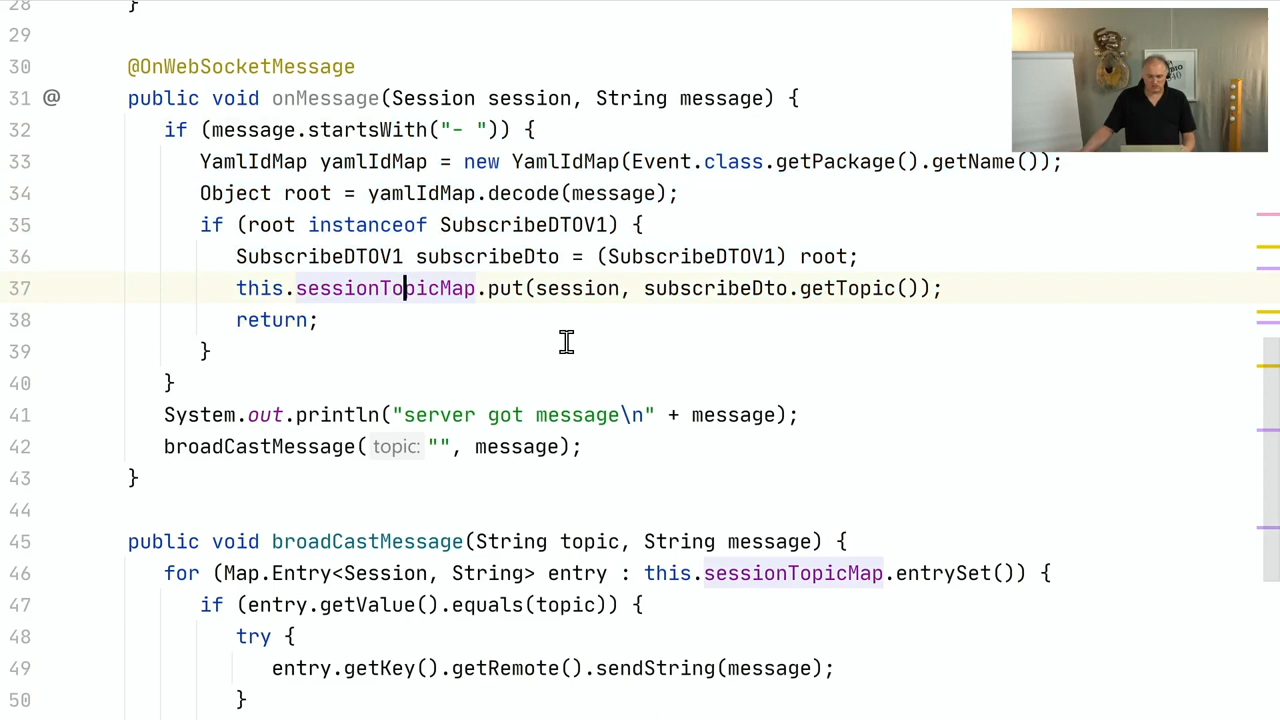 28 }
29
30 @OnWebSocketMessage
31 @ public void onMessage(Session session, String message) {
32 if (message.startsWith("- ")) {
33 YamlIdMap yamlIdMap = new YamlIdMap(Event.class.getPackage().getName());
34 Object root = yamlIdMap.decode(message);
35 if (root instanceof SubscribeDTOV1) {
36 SubscribeDTOV1 subscribeDto = (SubscribeDTOV1) root;
37 this.sessionTopicMap.put(session, subscribeDto.getTopic());
38 return;
39 }
40 }
41 System.out.println("server got message\n" + message);
42 broadCastMessage( topic: "", message);
43 }
44
45 public void broadCastMessage(String topic, String message) {
46 for (Map.Entry<Session, String> entry : this.sessionTopicMap.entrySet()) {
47 if (entry.getValue().equals(topic)) {
48 try {
49 entry.getKey().getRemote().sendString(message);
50 }